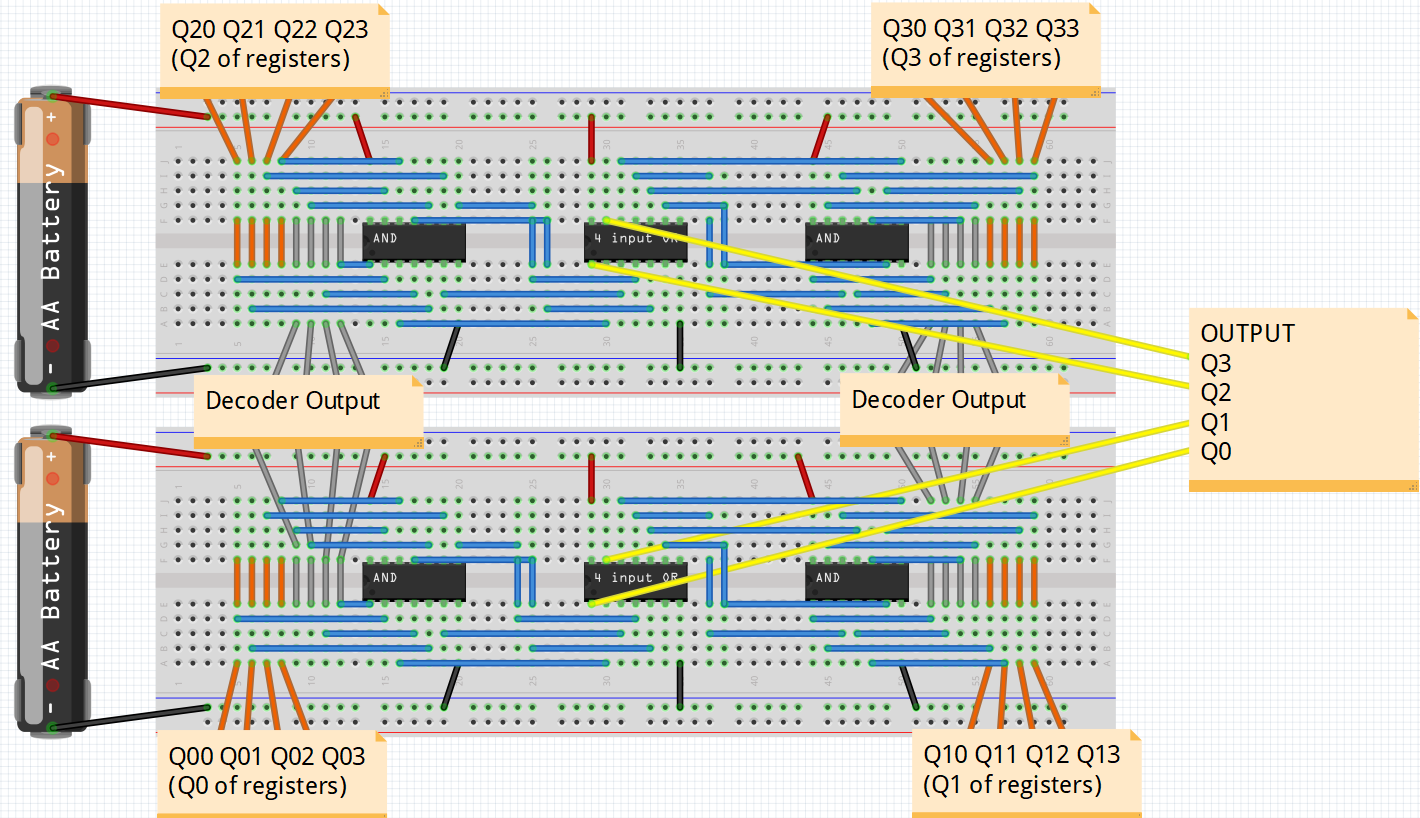 Q20 Q21 Q22 Q23
(Q2 of registers)
Q30 Q31 Q32 Q33
(Q3 of registers)
- AA Battery +
AND
4 input OR
AND
OUTPUT
Q3
Q2
Q1
Q0
Decoder Output
Decoder Output
- AA Battery +
AND
4 input OR
AND
Q00 Q01 Q02 Q03
(Q0 of registers)
Q10 Q11 Q12 Q13
(Q1 of registers)